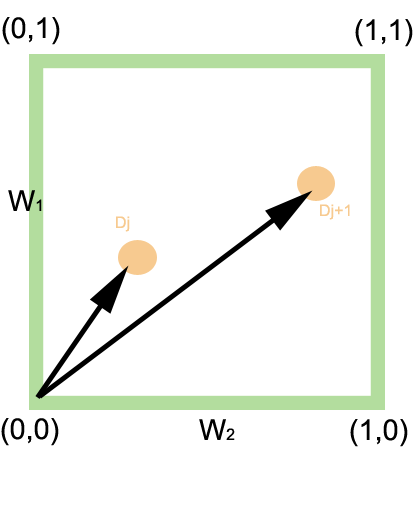 (0,1)
(1,1)
W1
Dj+1
Dj
(0,0)
W2
(1,0)